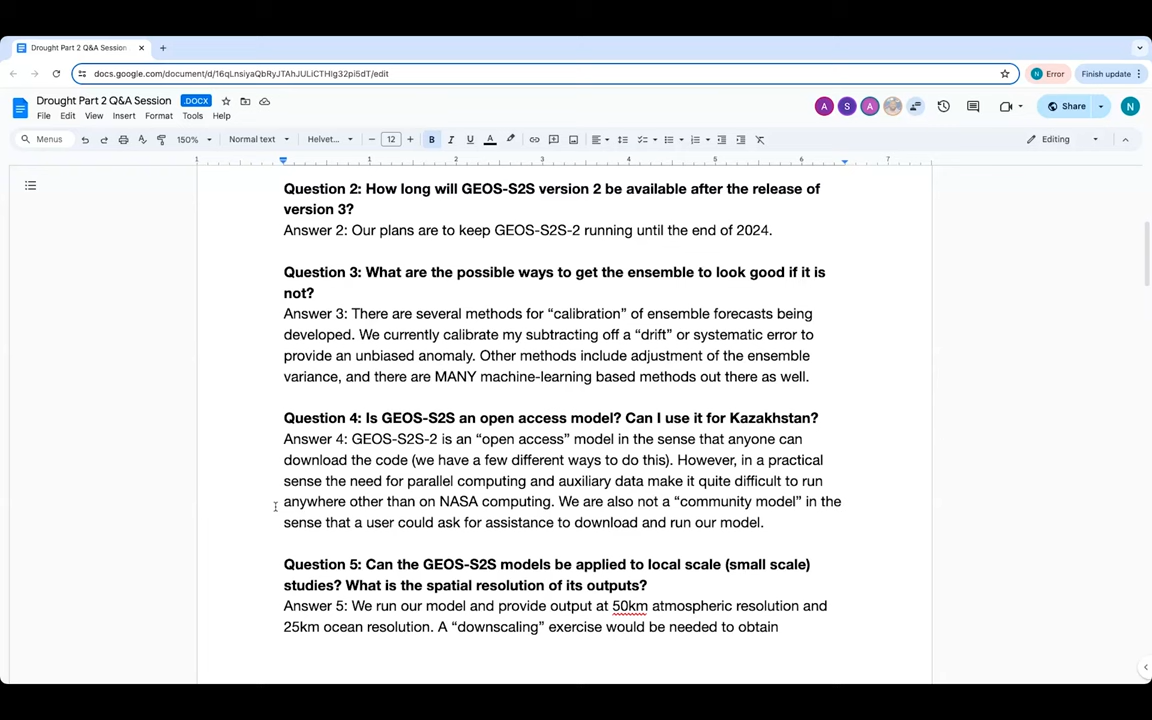 Drought Part 2 Q&A Session
docs.google.com/document/d/16qLnsiyaQbRyJTAhJULiCTHIg32pi5dT/edit
N Error
Finish update
Drought Part 2 Q&A Session .DOCX
File Edit View Insert Format Tools Help
A S A
Share
N
Menus
150%
Normal text
Helvet...
12
B I U A
Editing
1 1 2 3 4 5 6 7
Question 2: How long will GEOS-S2S version 2 be available after the release of
version 3?
Answer 2: Our plans are to keep GEOS-S2S-2 running until the end of 2024.
Question 3: What are the possible ways to get the ensemble to look good if it is
not?
Answer 3: There are several methods for “calibration” of ensemble forecasts being
developed. We currently calibrate my subtracting off a “drift” or systematic error to
provide an unbiased anomaly. Other methods include adjustment of the ensemble
variance, and there are MANY machine-learning based methods out there as well.
Question 4: Is GEOS-S2S an open access model? Can I use it for Kazakhstan?
Answer 4: GEOS-S2S-2 is an “open access” model in the sense that anyone can
download the code (we have a few different ways to do this). However, in a practical
sense the need for parallel computing and auxiliary data make it quite difficult to run
anywhere other than on NASA computing. We are also not a “community model” in the
sense that a user could ask for assistance to download and run our model.
Question 5: Can the GEOS-S2S models be applied to local scale (small scale)
studies? What is the spatial resolution of its outputs?
Answer 5: We run our model and provide output at 50km atmospheric resolution and
25km ocean resolution. A “downscaling” exercise would be needed to obtain